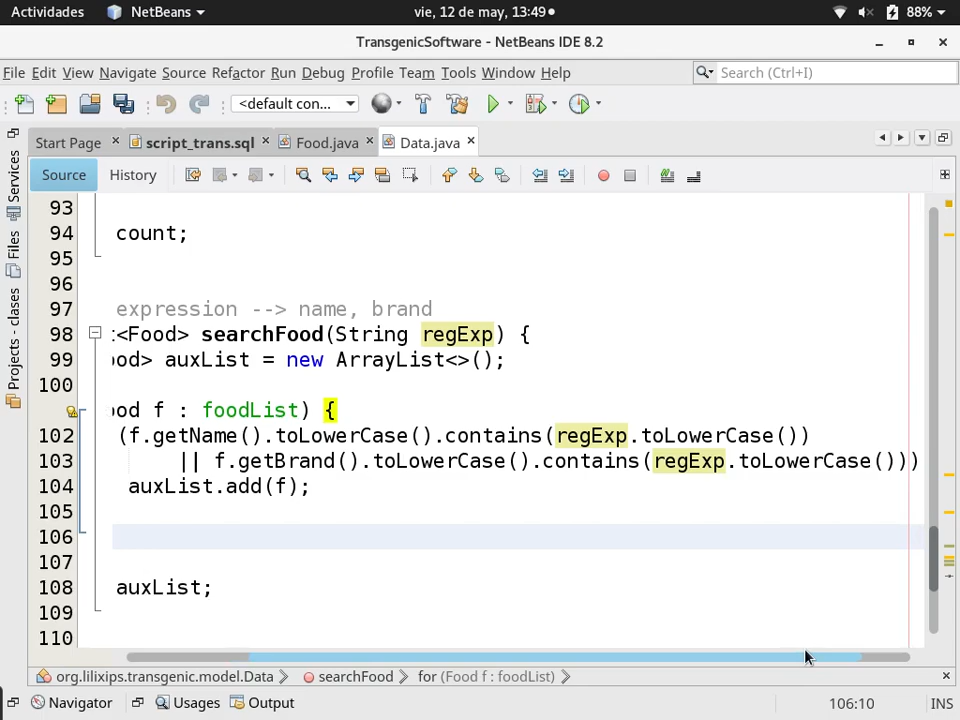 Actividades NetBeans vie, 12 de may, 13:49 88%
TransgenicSoftware - NetBeans IDE 8.2
File Edit View Navigate Source Refactor Run Debug Profile Team Tools Window Help Search (Ctrl+I)
<default con...
Start Page script_trans.sql Food.java Data.java
Source History
Services
Files
Projects - clases
93
94 count;
95
96
97 expression --> name, brand
98 <Food> searchFood(String regExp) {
99 ood> auxList = new ArrayList<>();
100
ood f : foodList) {
102 (f.getName().toLowerCase().contains(regExp.toLowerCase())
103 || f.getBrand().toLowerCase().contains(regExp.toLowerCase()))
104 auxList.add(f);
105
106
107
108 auxList;
109
110
org.lilixips.transgenic.model.Data searchFood for (Food f : foodList)
Navigator Usages Output 106:10 INS